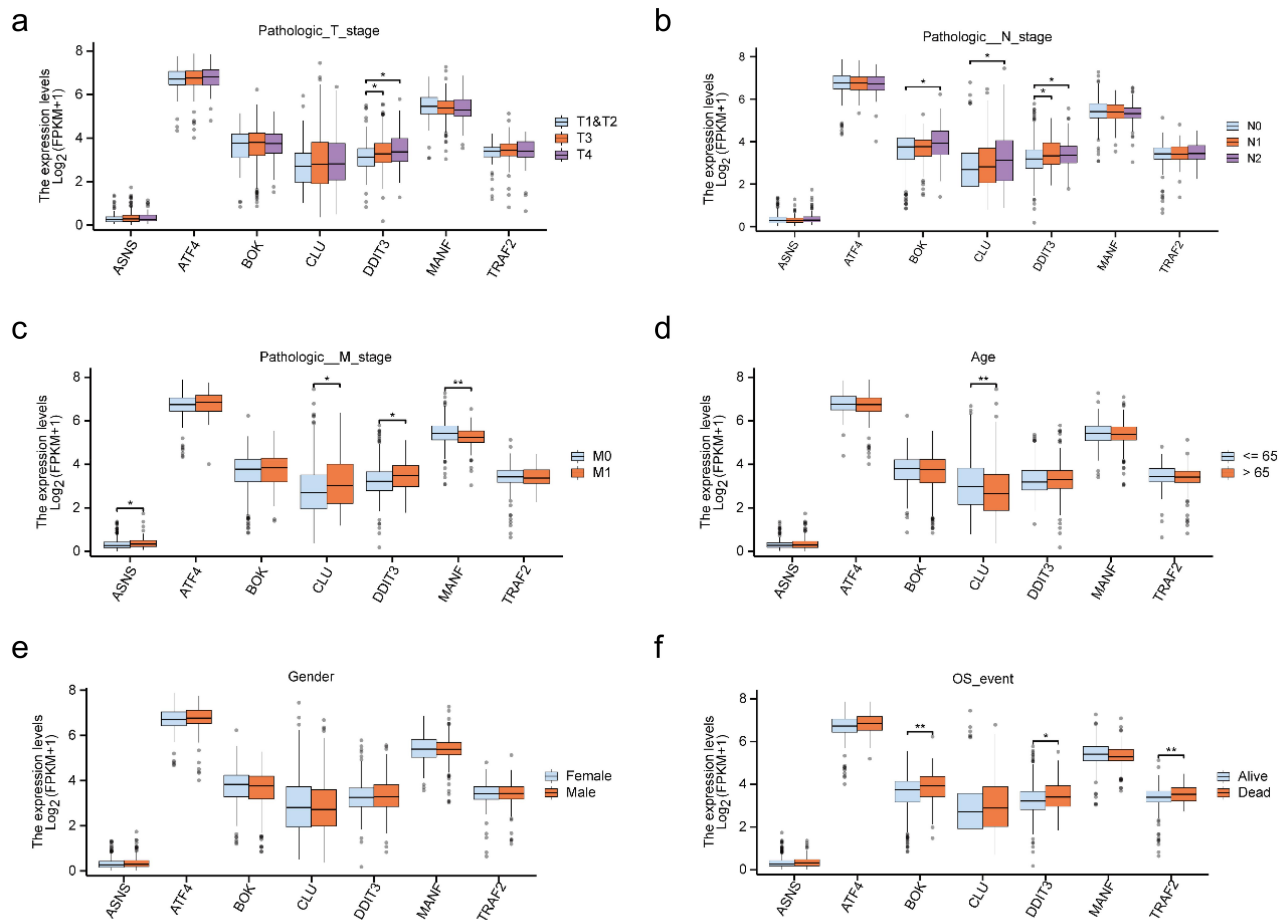 a
Pathologic_T_stage
The expression levels
Log2 (FPKM+1)
8
6
4
2
0
*
*
T1&T2
T3
T4
ASNS
ATF4
BOK
CLU
DDIT3
MANF
TRAF2
b
Pathologic__N_stage
The expression levels
Log2 (FPKM+1)
8
6
4
2
0
*
*
*
*
N0
N1
N2
ASNS
ATF4
BOK
CLU
DDIT3
MANF
TRAF2
c
Pathologic__M_stage
The expression levels
Log2 (FPKM+1)
8
6
4
2
0
*
*
*
**
M0
M1
ASNS
ATF4
BOK
CLU
DDIT3
MANF
TRAF2
d
Age
The expression levels
Log2 (FPKM+1)
8
6
4
2
0
**
<= 65
> 65
ASNS
ATF4
BOK
CLU
DDIT3
MANF
TRAF2
e
Gender
The expression levels
Log2 (FPKM+1)
8
6
4
2
0
Female
Male
ASNS
ATF4
BOK
CLU
DDIT3
MANF
TRAF2
f
OS_event
The expression levels
Log2 (FPKM+1)
8
6
4
2
0
**
*
**
Alive
Dead
ASNS
ATF4
BOK
CLU
DDIT3
MANF
TRAF2